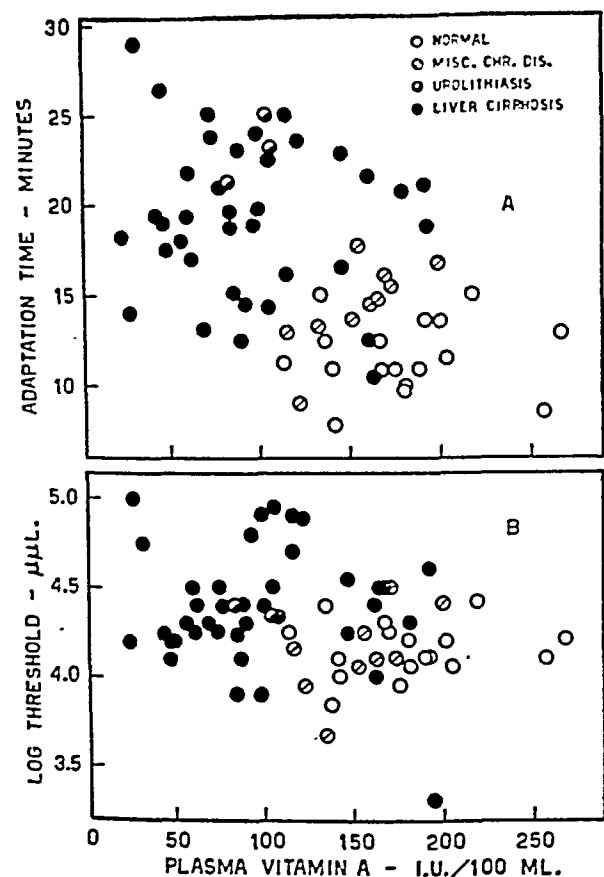 30
25
20
15
10
ADAPTATION TIME - MINUTES
NORMAL
MISC. CHR. DIS.
UROLITHIASIS
LIVER CIRPHOSIS
A
5.0
4.5
4.0
3.5
LOG THRESHOLD - μμL.
B
0 50 100 150 200 250
PLASMA VITAMIN A - I.U./100 ML.